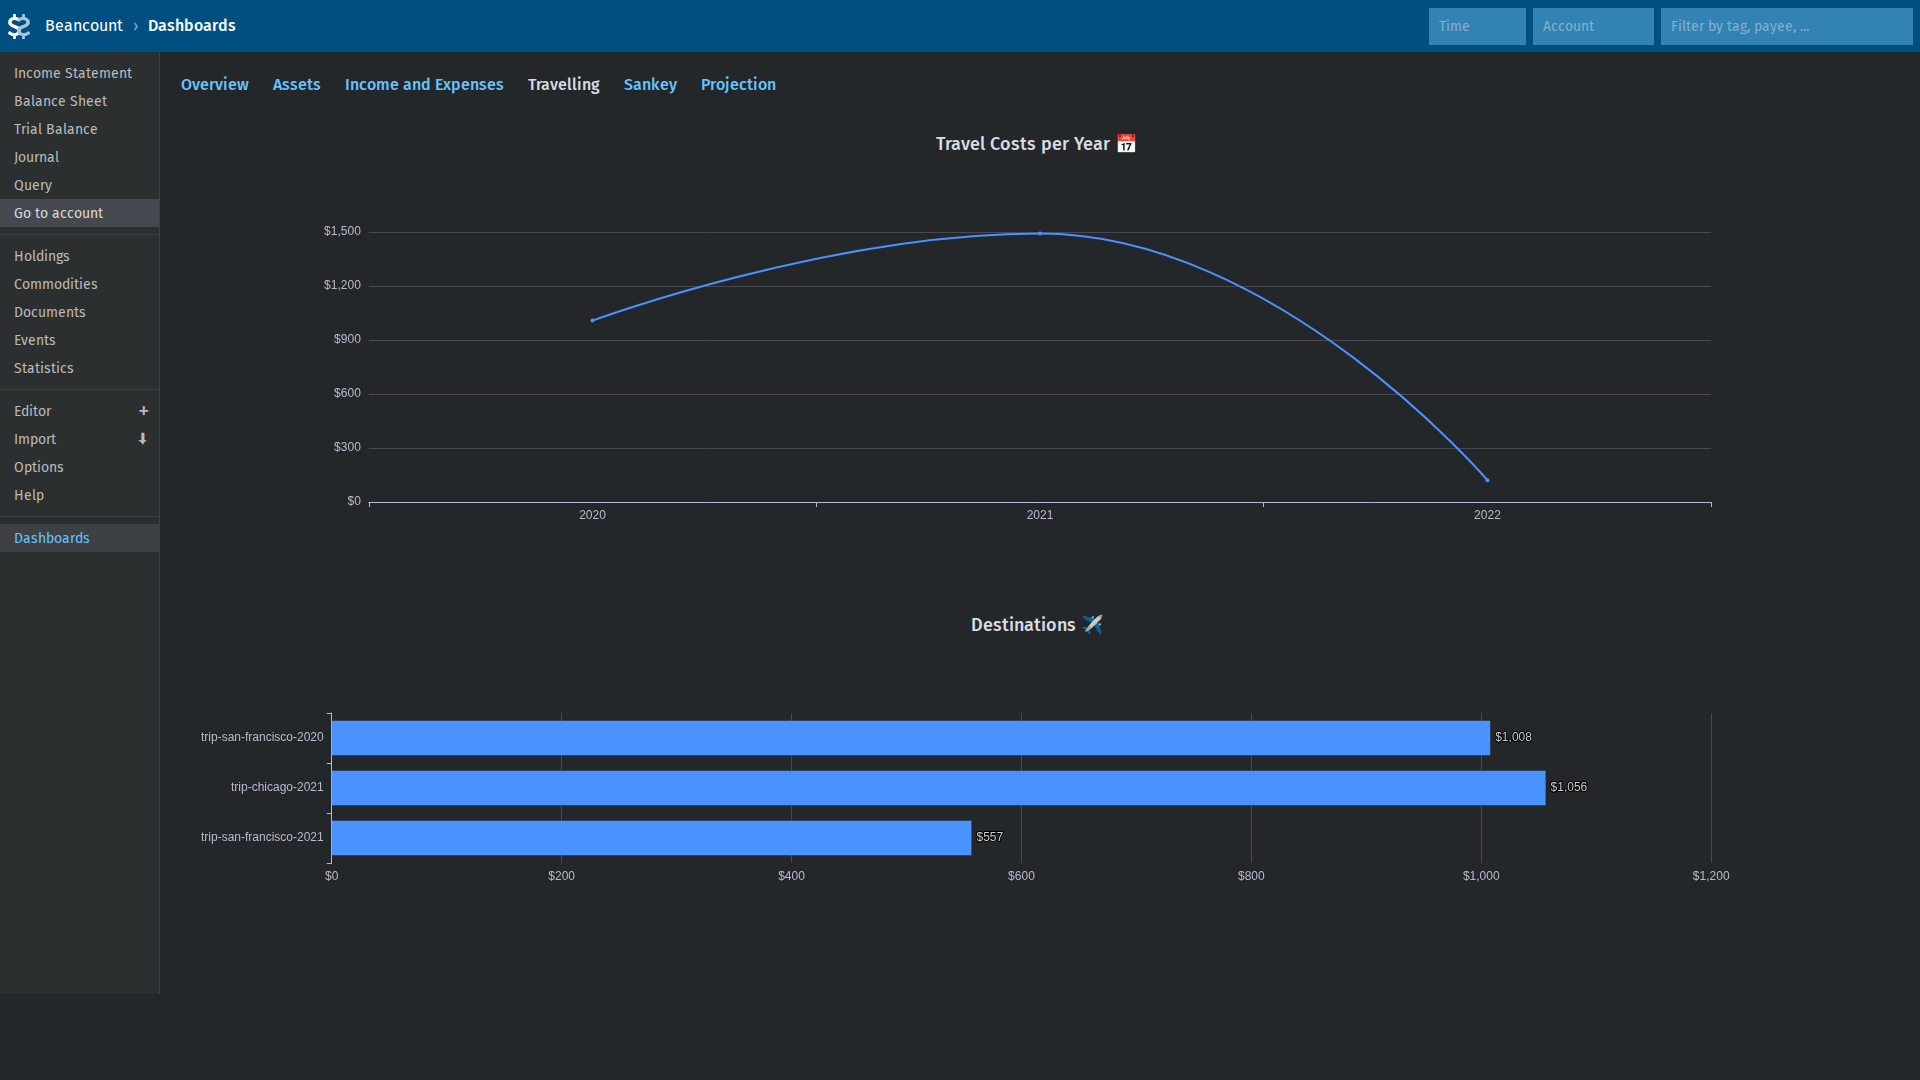 Beancount › Dashboards
Time
Account
Filter by tag, payee, ...
Income Statement
Balance Sheet
Trial Balance
Journal
Query
Go to account
Holdings
Commodities
Documents
Events
Statistics
Editor +
Import
Options
Help
Dashboards
Overview Assets Income and Expenses Travelling Sankey Projection
Travel Costs per Year 📅
$1,500
$1,200
$900
$600
$300
$0
2020 2021 2022
Destinations ✈️
trip-san-francisco-2020 $1,008
trip-chicago-2021 $1,056
trip-san-francisco-2021 $557
$0 $200 $400 $600 $800 $1,000 $1,200